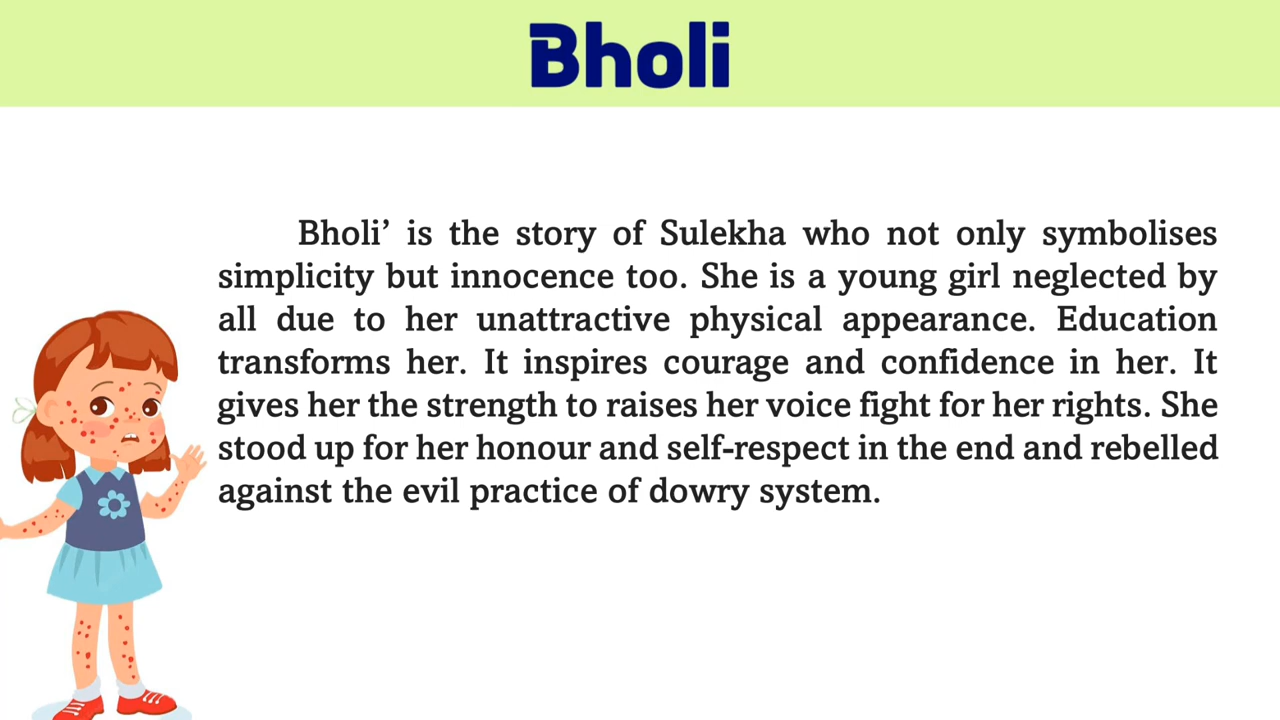 Bholi
Bholi’ is the story of Sulekha who not only symbolises
simplicity but innocence too. She is a young girl neglected by
all due to her unattractive physical appearance. Education
transforms her. It inspires courage and confidence in her. It
gives her the strength to raises her voice fight for her rights. She
stood up for her honour and self-respect in the end and rebelled
against the evil practice of dowry system.